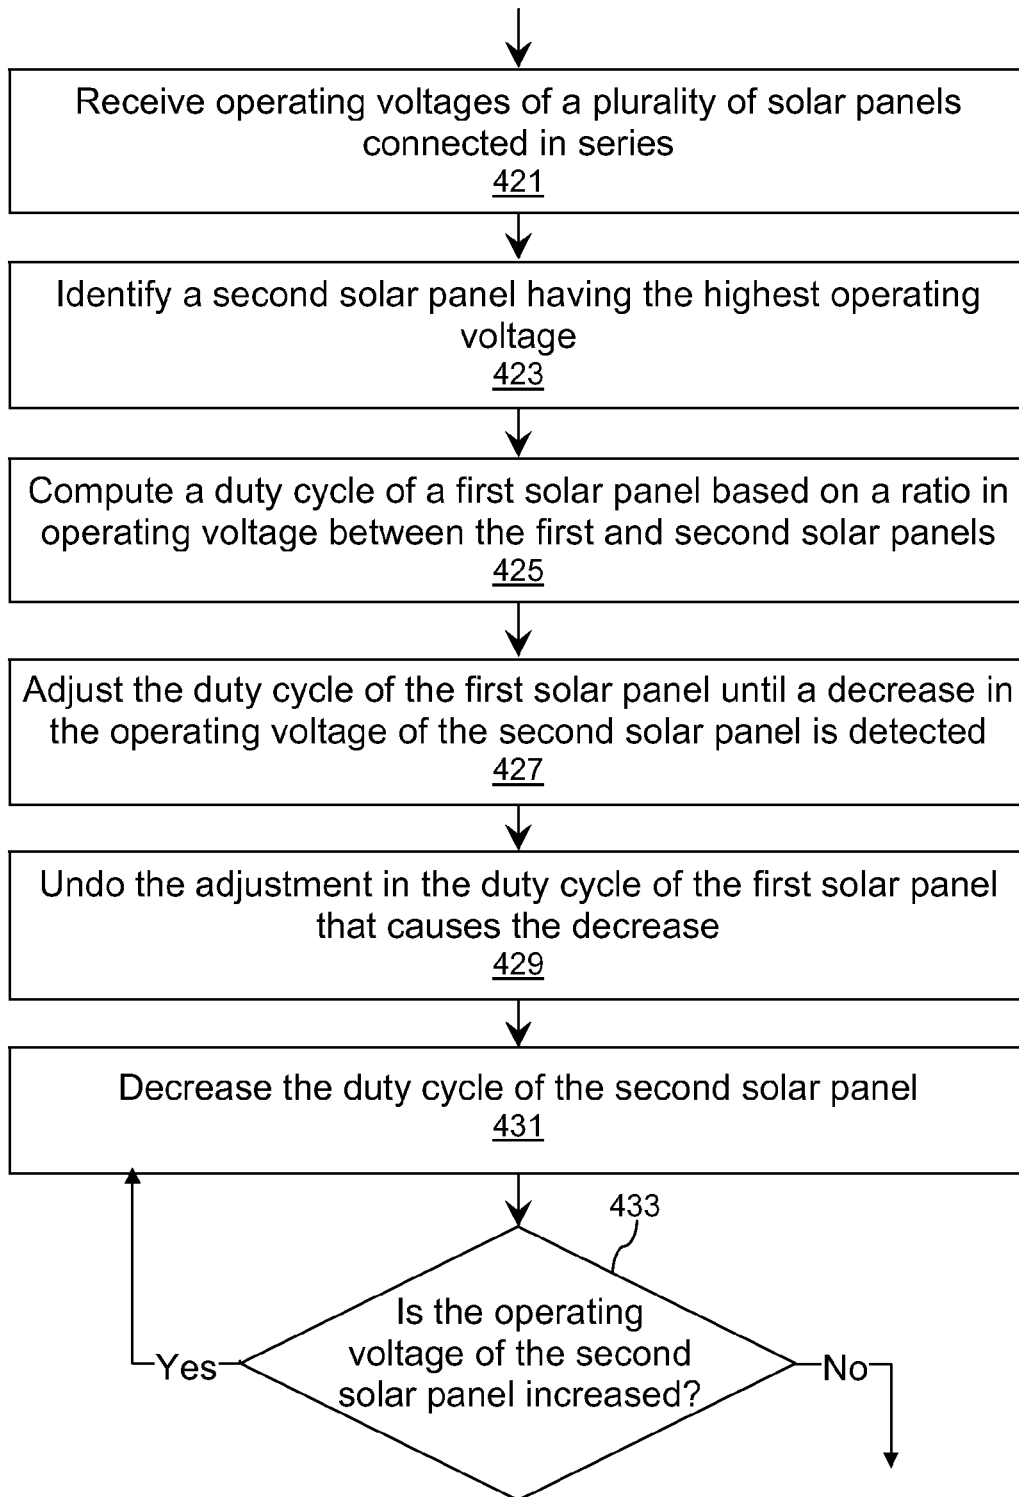 Receive operating voltages of a plurality of solar panels
connected in series
421
Identify a second solar panel having the highest operating
voltage
423
Compute a duty cycle of a first solar panel based on a ratio in
operating voltage between the first and second solar panels
425
Adjust the duty cycle of the first solar panel until a decrease in
the operating voltage of the second solar panel is detected
427
Undo the adjustment in the duty cycle of the first solar panel
that causes the decrease
429
Decrease the duty cycle of the second solar panel
431
433
Is the operating
voltage of the second
solar panel increased?
Yes
No